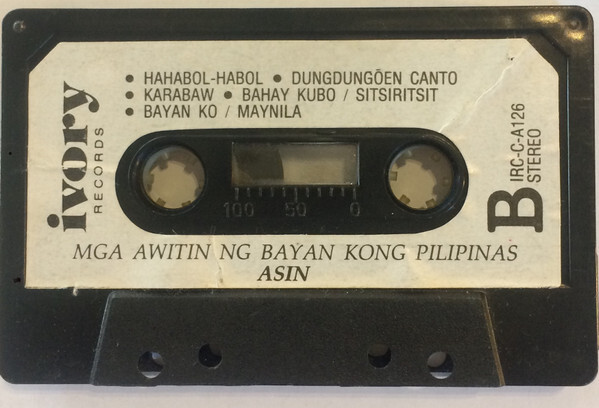 ivory
RECORDS
• HAHABOL-HABOL • DUNGDUNGÕEN CANTO
• KARABAW • BAHAY KUBO / SITSIRITSIT
• BAYAN KO / MAYNILA
100 50 0
B
IRC-C-A126
STEREO
MGA AWITIN NG BAYAN KONG PILIPINAS
ASIN